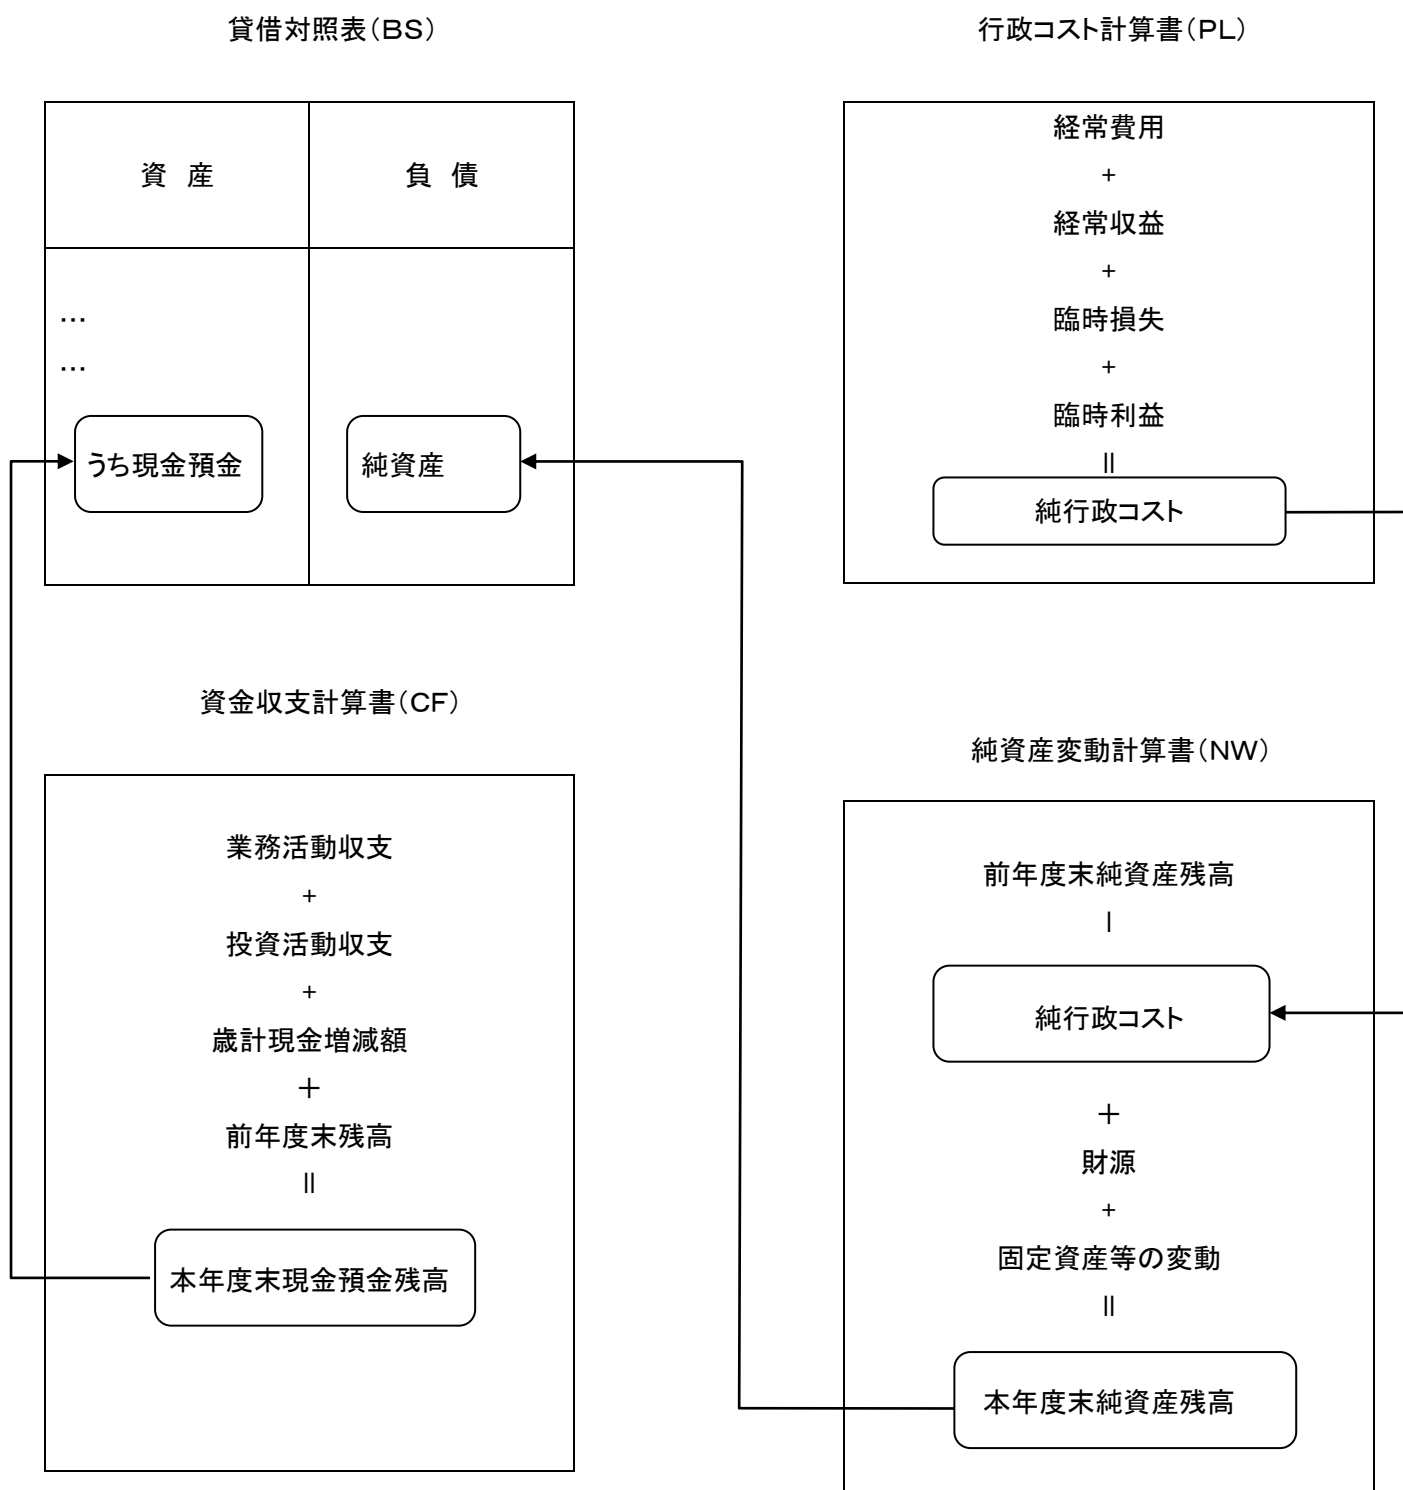 貸借対照表(BS)
資 産
負 債
…
…
うち現金預金
純資産
行政コスト計算書(PL)
経常費用
+
経常収益
+
臨時損失
+
臨時利益
||
純行政コスト
資金収支計算書(CF)
業務活動収支
+
投資活動収支
+
歳計現金増減額
+
前年度末残高
||
本年度末現金預金残高
純資産変動計算書(NW)
前年度末純資産残高
|
純行政コスト
+
財源
+
固定資産等の変動
||
本年度末純資産残高